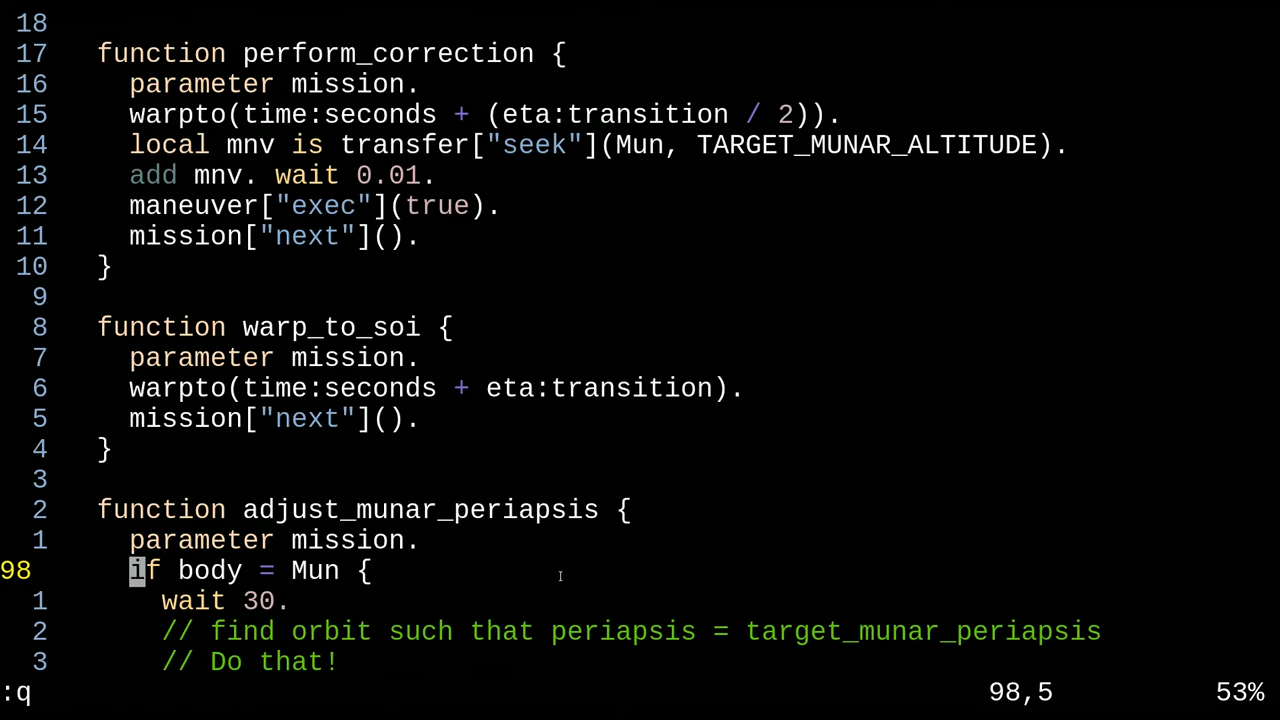 18
17 function perform_correction {
16 parameter mission.
15 warpto(time:seconds + (eta:transition / 2)).
14 local mnv is transfer["seek"](Mun, TARGET_MUNAR_ALTITUDE).
13 add mnv. wait 0.01.
12 maneuver["exec"](true).
11 mission["next"]().
10 }
9
8 function warp_to_soi {
7 parameter mission.
6 warpto(time:seconds + eta:transition).
5 mission["next"]().
4 }
3
2 function adjust_munar_periapsis {
1 parameter mission.
98 if body = Mun {
1 wait 30.
2 // find orbit such that periapsis = target_munar_periapsis
3 // Do that!
:q 98,5 53%